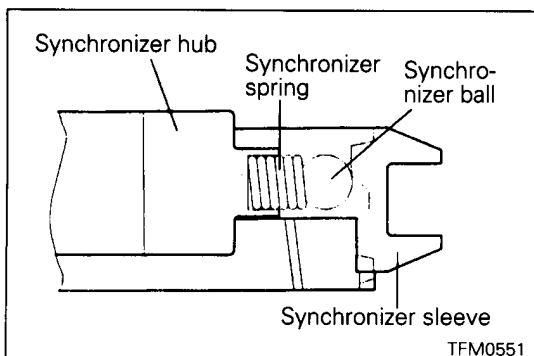 Synchronizer hub
Synchronizer
spring
Synchro-
nizer ball
Synchronizer sleeve
TFM0551